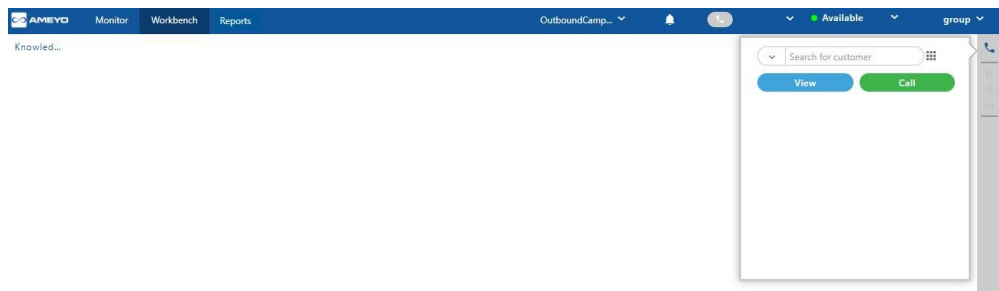 AMEYO Monitor Workbench Reports OutboundCamp... Available group
Knowled...
Search for customer
View Call